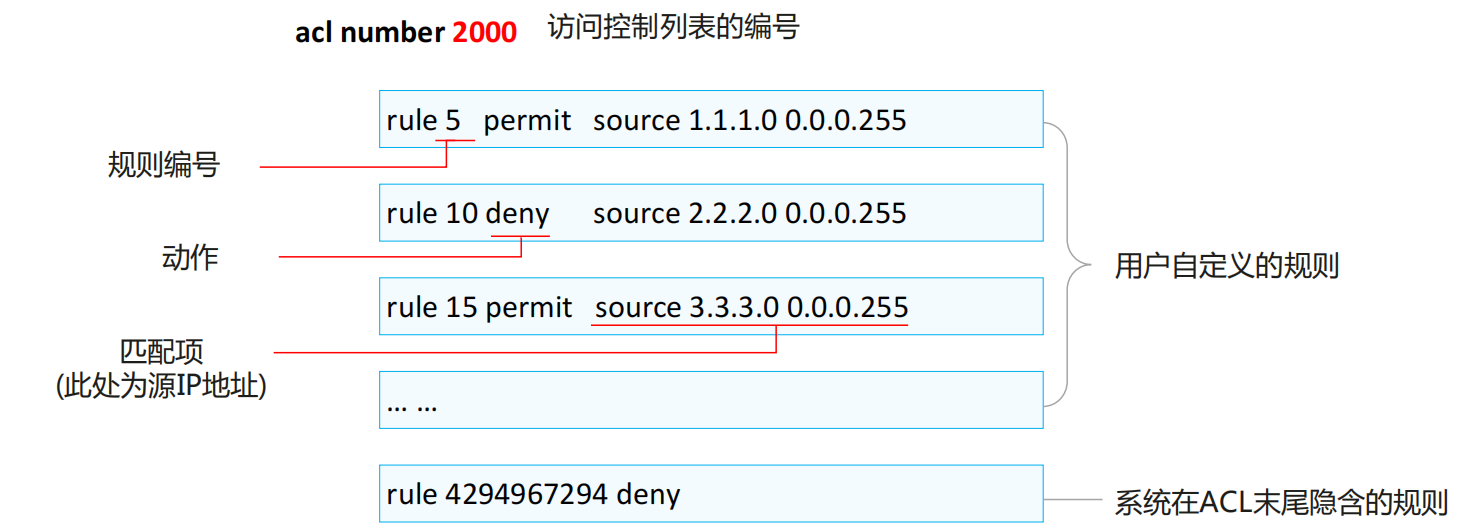 acl number 2000 访问控制列表的编号
rule 5 permit source 1.1.1.0 0.0.0.255
规则编号
rule 10 deny source 2.2.2.0 0.0.0.255
动作
用户自定义的规则
rule 15 permit source 3.3.3.0 0.0.0.255
匹配项
(此处为源IP地址)
... ...
rule 4294967294 deny
系统在ACL末尾隐含的规则